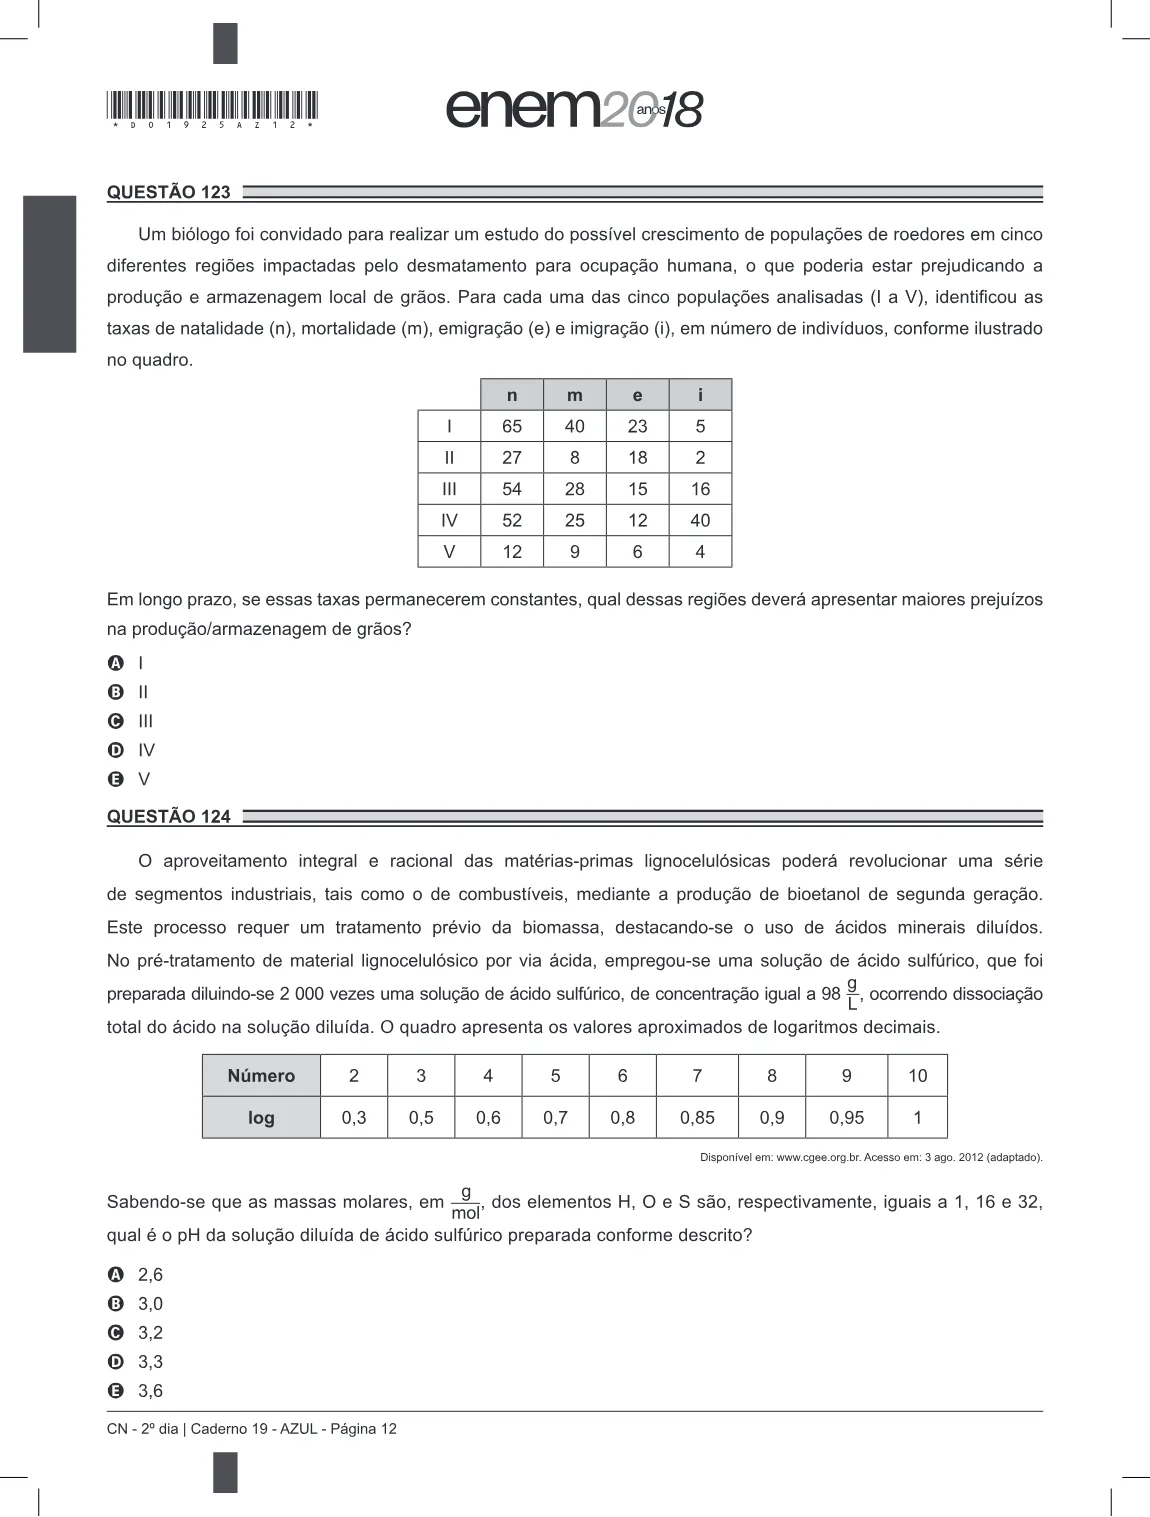 *DO1925AZ12*
enem2018
anos
QUESTÃO 123
Um biólogo foi convidado para realizar um estudo do possível crescimento de populações de roedores em cinco
diferentes regiões impactadas pelo desmatamento para ocupação humana, o que poderia estar prejudicando a
produção e armazenagem local de grãos. Para cada uma das cinco populações analisadas (I a V), identificou as
taxas de natalidade (n), mortalidade (m), emigração (e) e imigração (i), em número de indivíduos, conforme ilustrado
no quadro.
n m e i
I 65 40 23 5
II 27 8 18 2
III 54 28 15 16
IV 52 25 12 40
V 12 9 6 4
Em longo prazo, se essas taxas permanecerem constantes, qual dessas regiões deverá apresentar maiores prejuízos
na produção/armazenagem de grãos?
A I
B II
C III
D IV
E V
QUESTÃO 124
O aproveitamento integral e racional das matérias-primas lignocelulósicas poderá revolucionar uma série
de segmentos industriais, tais como o de combustíveis, mediante a produção de bioetanol de segunda geração.
Este processo requer um tratamento prévio da biomassa, destacando-se o uso de ácidos minerais diluídos.
No pré-tratamento de material lignocelulósico por via ácida, empregou-se uma solução de ácido sulfúrico, que foi
preparada diluindo-se 2 000 vezes uma solução de ácido sulfúrico, de concentração igual a 98 g/L, ocorrendo dissociação
total do ácido na solução diluída. O quadro apresenta os valores aproximados de logaritmos decimais.
Número 2 3 4 5 6 7 8 9 10
log 0,3 0,5 0,6 0,7 0,8 0,85 0,9 0,95 1
Disponível em: www.cgee.org.br. Acesso em: 3 ago. 2012 (adaptado).
Sabendo-se que as massas molares, em g/mol, dos elementos H, O e S são, respectivamente, iguais a 1, 16 e 32,
qual é o pH da solução diluída de ácido sulfúrico preparada conforme descrito?
A 2,6
B 3,0
C 3,2
D 3,3
E 3,6
CN - 2º dia | Caderno 19 - AZUL - Página 12